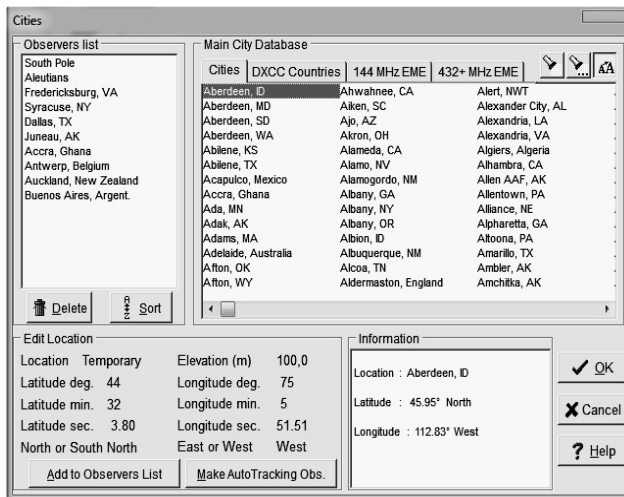 Cities
Observers list
South Pole
Aleutians
Fredericksburg, VA
Syracuse, NY
Dallas, TX
Juneau, AK
Accra, Ghana
Antwerp, Belgium
Auckland, New Zealand
Buenos Aires, Argent.
Delete
Sort
Main City Database
Cities DXCC Countries 144 MHz EME 432+ MHz EME
Aberdeen, ID Ahwahnee, CA Alert, NWT
Aberdeen, MD Aiken, SC Alexander City, AL
Aberdeen, SD Ajo, AZ Alexandria, LA
Aberdeen, WA Akron, OH Alexandria, VA
Abilene, KS Alameda, CA Algiers, Algeria
Abilene, TX Alamo, NV Alhambra, CA
Acapulco, Mexico Alamogordo, NM Allen AAF, AK
Accra, Ghana Albany, GA Allentown, PA
Ada, MN Albany, NY Alliance, NE
Adak, AK Albany, OR Alpharetta, GA
Adams, MA Albion, ID Altoona, PA
Adelaide, Australia Albuquerque, NM Amarillo, TX
Afton, OK Alcoa, TN Ambler, AK
Afton, WY Aldermaston, England Amchitka, AK
Edit Location
Location Temporary Elevation (m) 100,0
Latitude deg. 44 Longitude deg. 75
Latitude min. 32 Longitude min. 5
Latitude sec. 3.80 Longitude sec. 51.51
North or South North East or West West
Add to Observers List Make AutoTracking Obs.
Information
Location : Aberdeen, ID
Latitude : 45.95° North
Longitude : 112.83° West
OK
Cancel
? Help